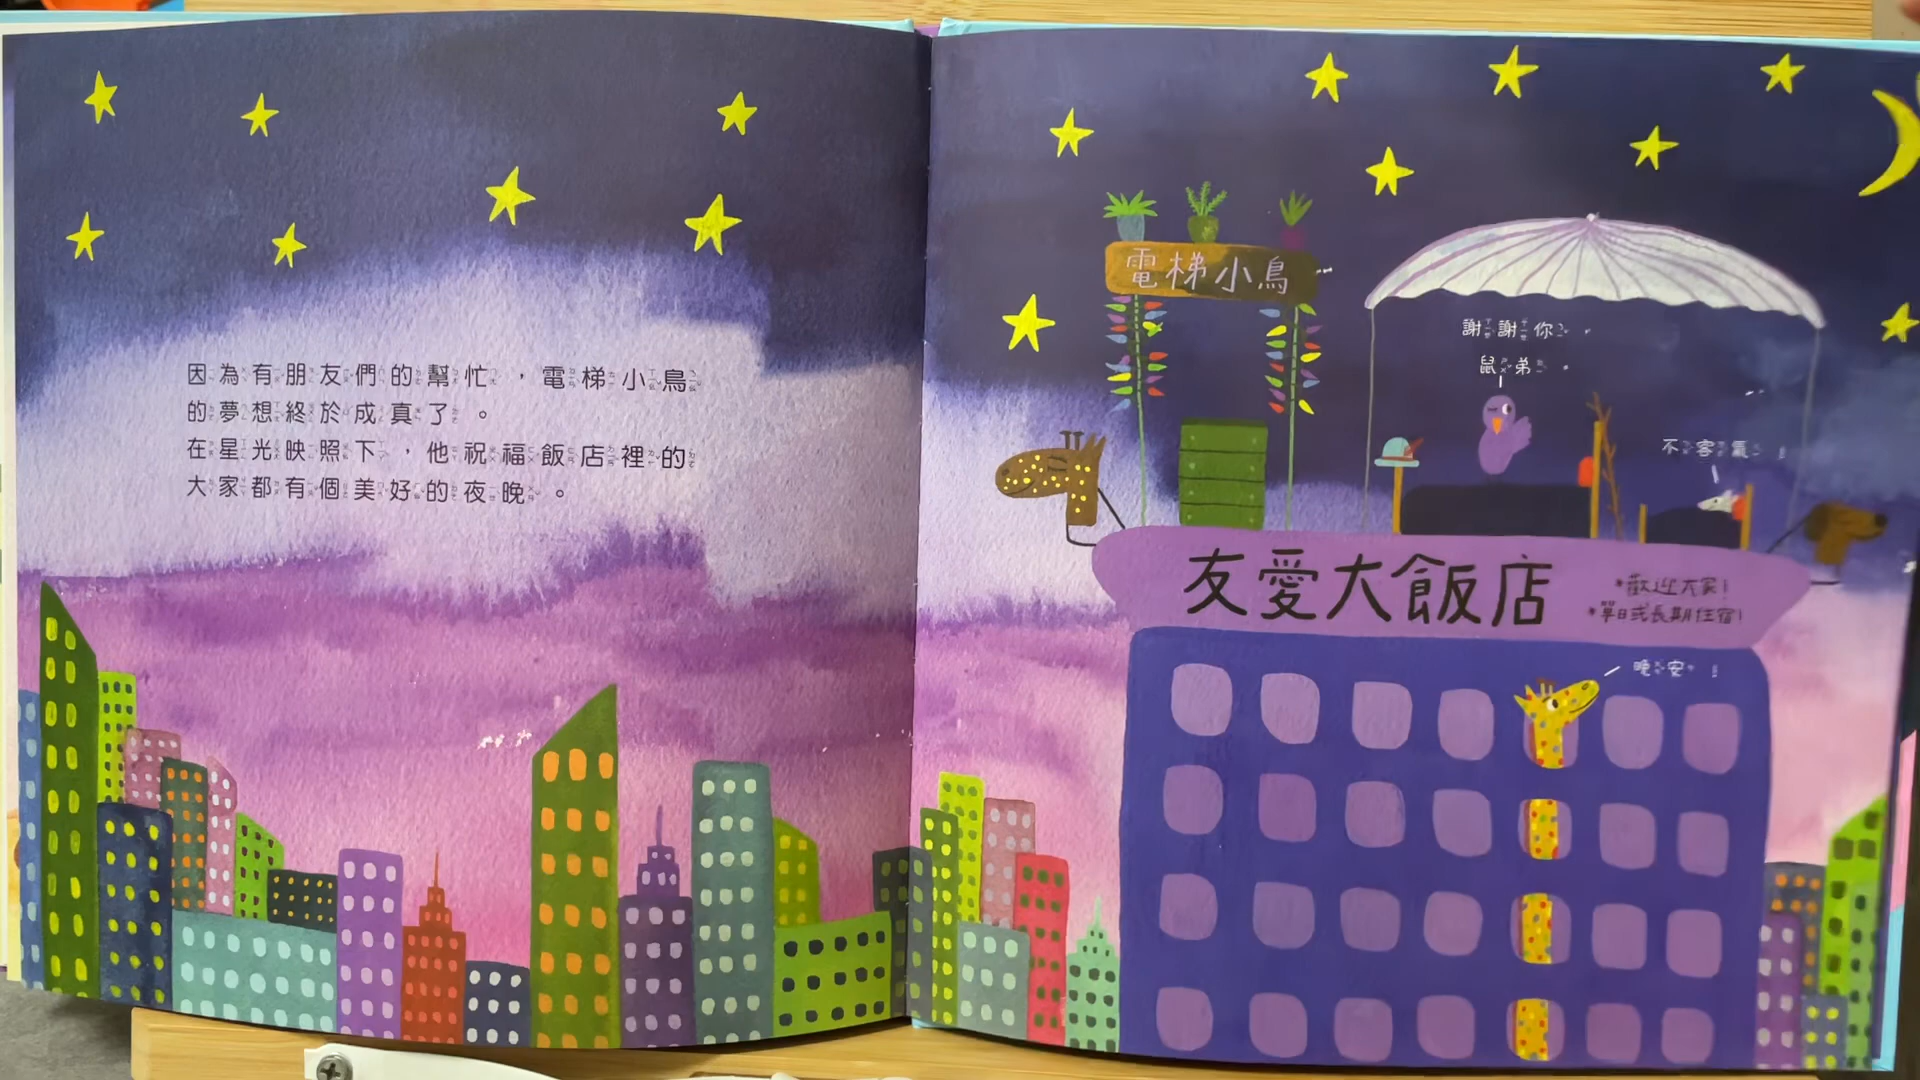 因為有朋友們的幫忙，電梯小鳥
的夢想終於成真了。
在星光映照下，他祝福飯店裡的
大家都有個美好的夜晚。
電梯小鳥
謝謝你
鼠弟
不客氣！
友愛大飯店
*歡迎大家!
*單日或長期住宿!
晚安！